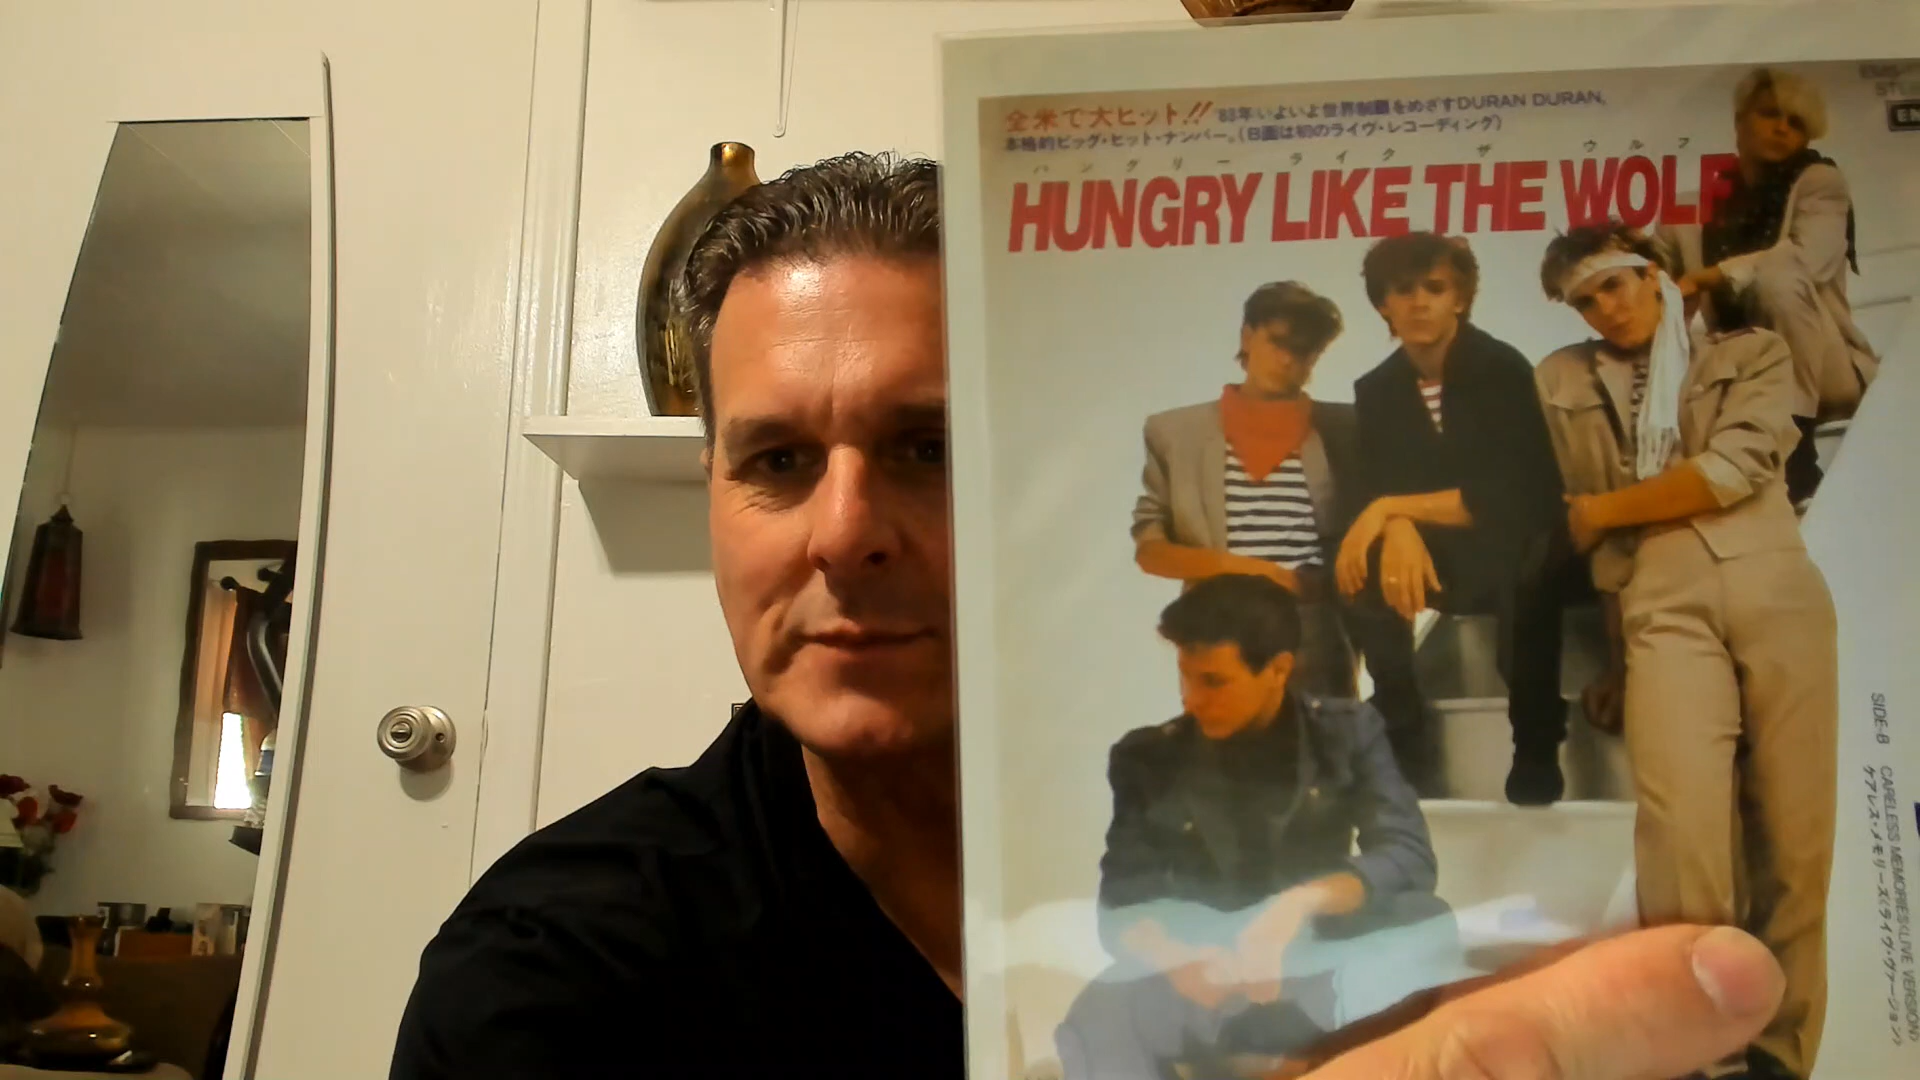 全米で大ヒット!! '83年いよいよ世界制覇をめざすDURAN DURAN,
本格的ビッグ・ヒット・ナンバー。(B面は初のライヴ・レコーディング)
ハングリー ライク ザ ウルフ
HUNGRY LIKE THE WOLF
SIDE-B CARELESS MEMORIES(LIVE VERSION)
ケアレス・メモリーズ(ライヴ・ヴァージョン)